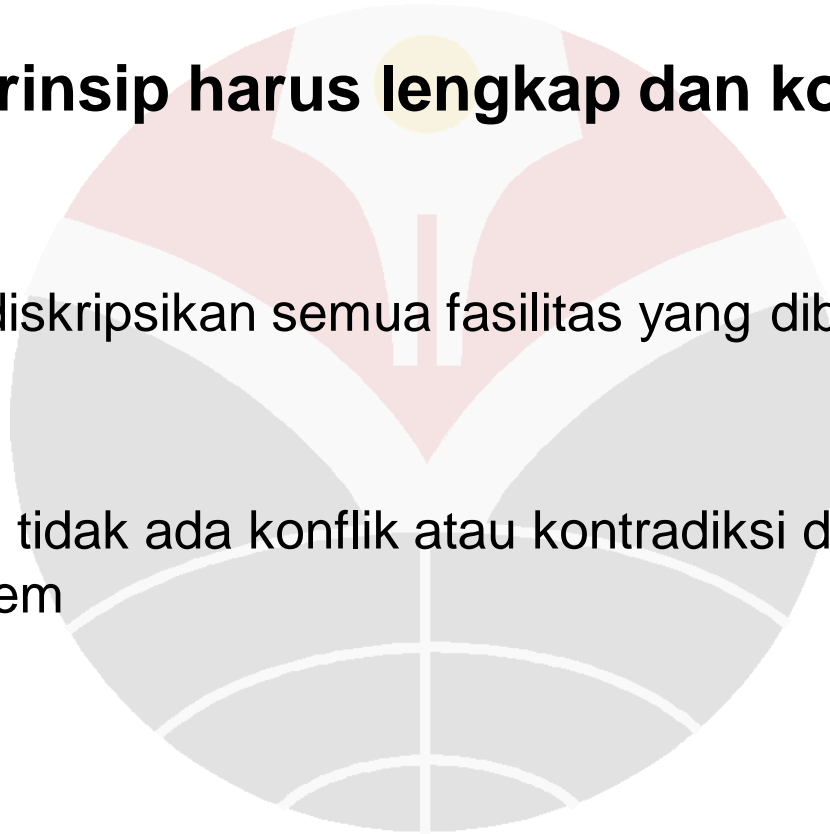 rinsip harus lengkap dan ko
diskripsikan semua fasilitas yang dib
tidak ada konflik atau kontradiksi d
em